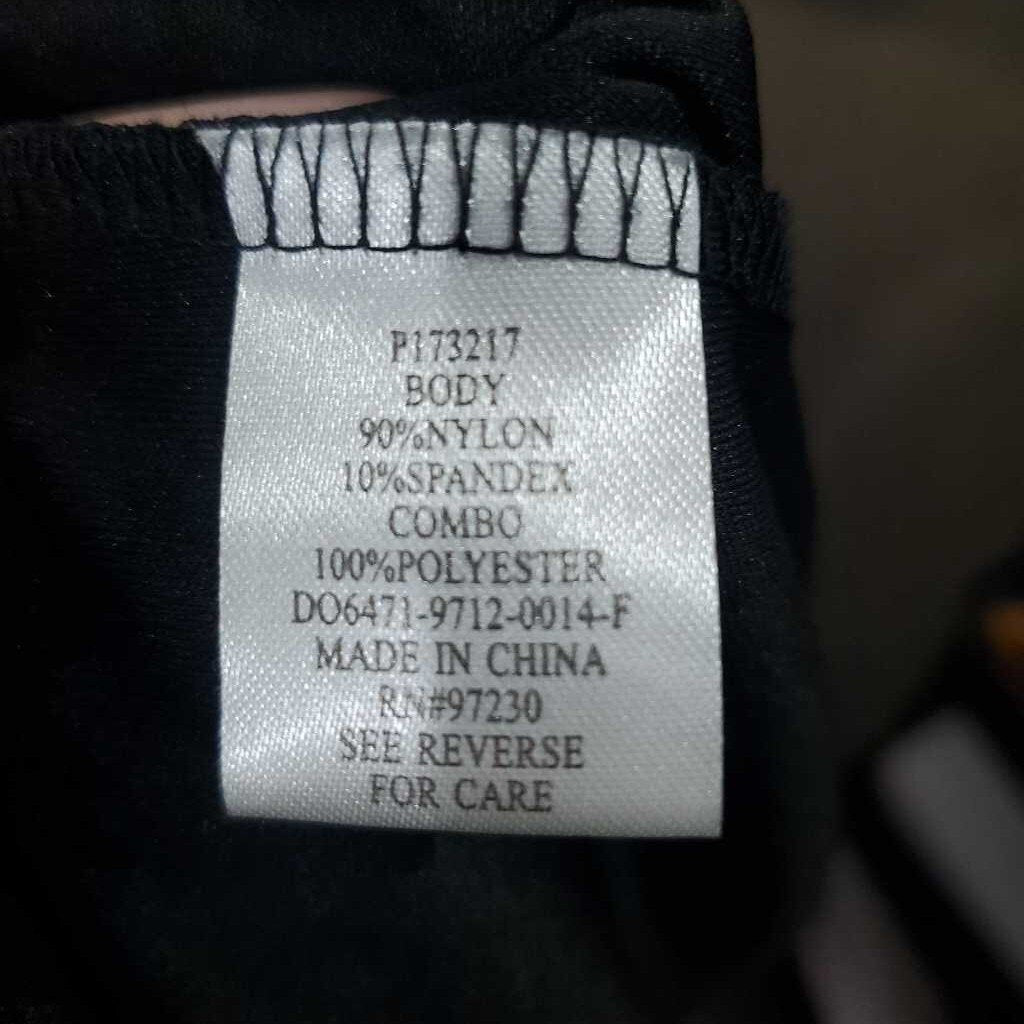 P173217
BODY
90%NYLON
10%SPANDEX
COMBO
100%POLYESTER
DO6471-9712-0014-F
MADE IN CHINA
RN#97230
SEE REVERSE
FOR CARE